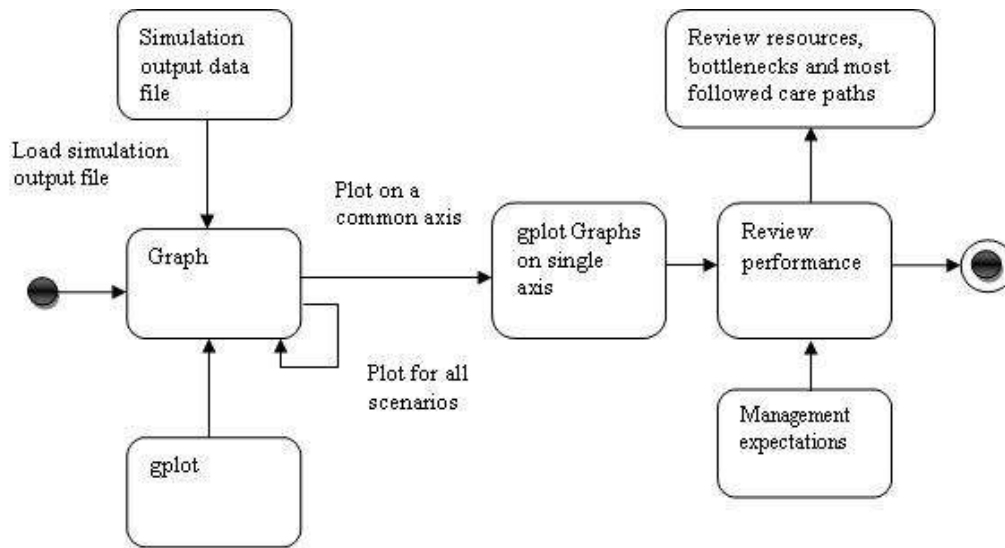 Simulation
output data
file
Review resources,
bottlenecks and most
followed care paths
Load simulation
output file
Plot on a
common axis
Graph
gplot Graphs
on single
axis
Review
performance
Plot for all
scenarios
gplot
Management
expectations